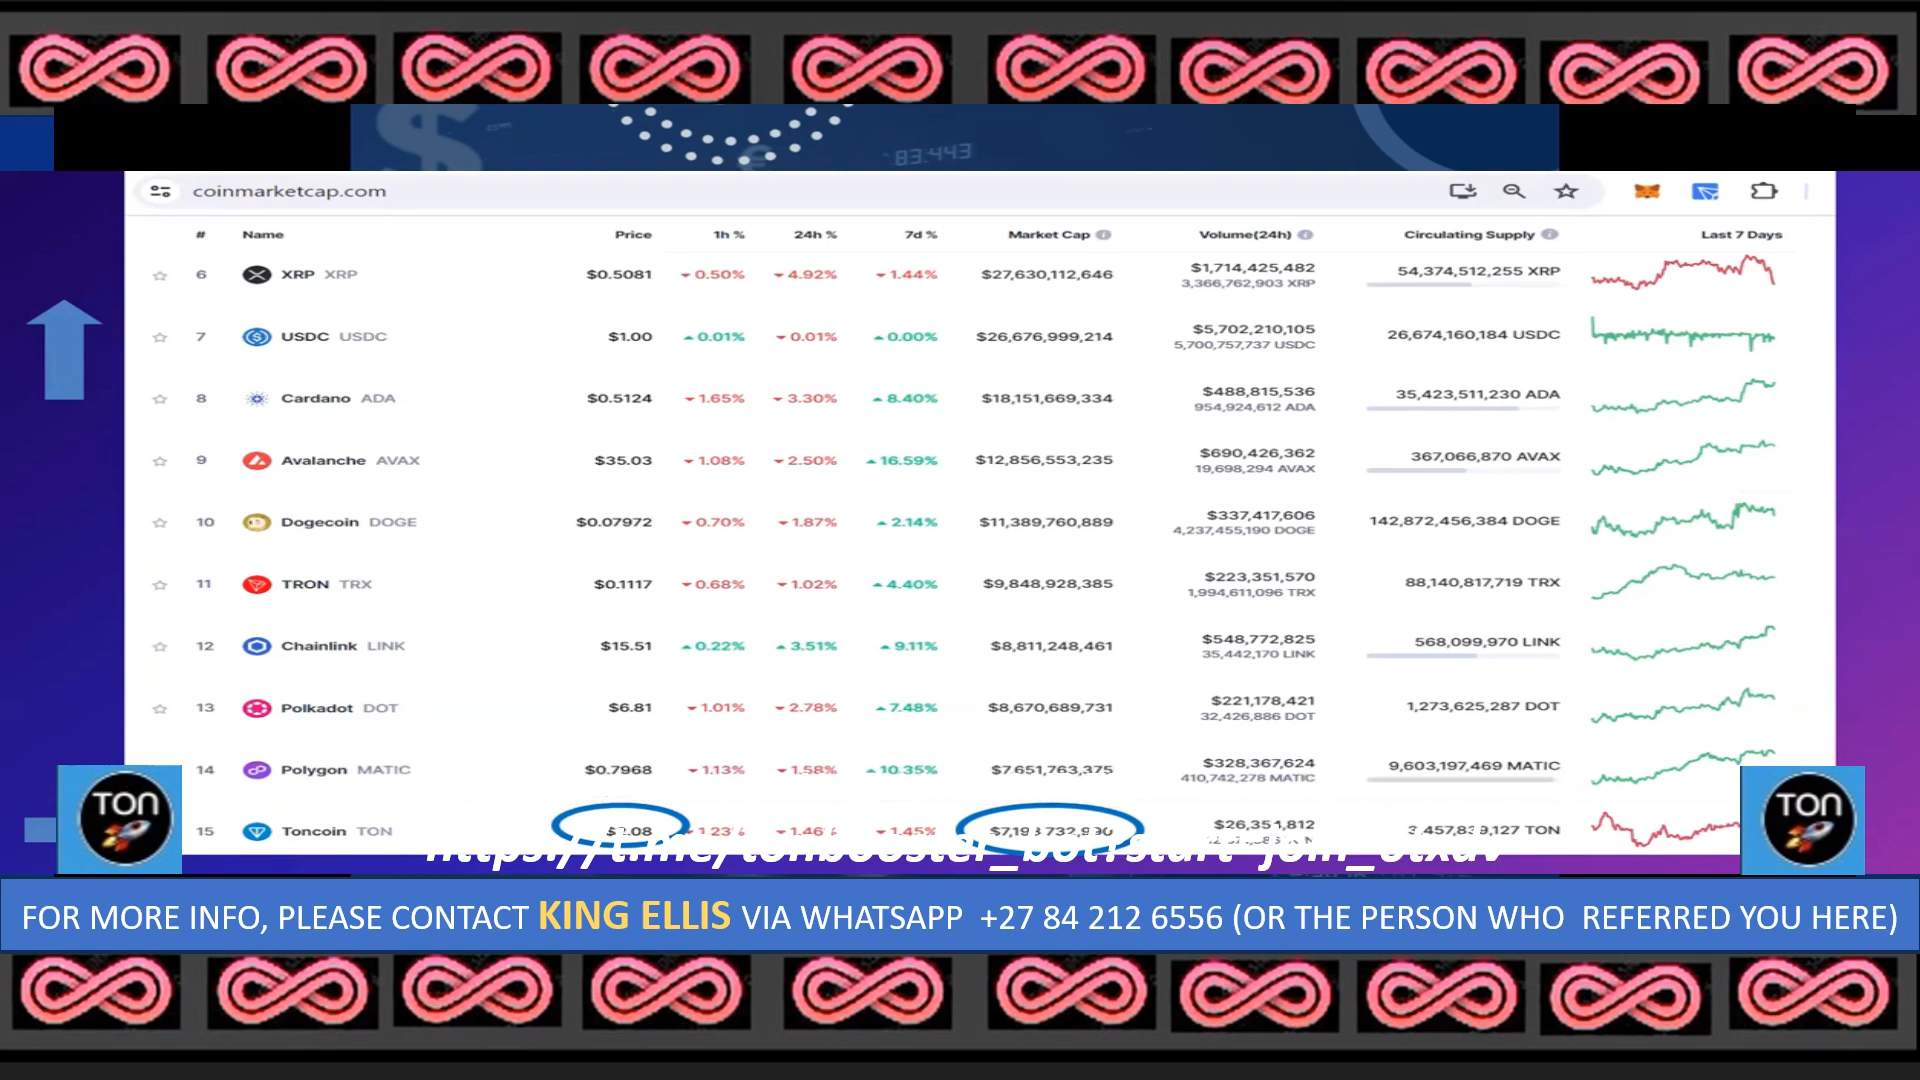 83.443
coinmarketcap.com
# Name Price 1h % 24h % 7d % Market Cap Volume(24h) Circulating Supply Last 7 Days
$1,714,425,482
6 XRP XRP $0.5081 0.50% 4.92% 1.44% $27,630,112,646 54,374,512,255 XRP
3,366,762,903 XRP
$5,702,210,105
7 USDC USDC $1.00 0.01% 0.01% 0.00% $26,676,999,214 26,674,160,184 USDC
5,700,757,737 USDC
$488,815,536
8 Cardano ADA $0.5124 1.65% 3.30% 8.40% $18,151,669,334 35,423,511,230 ADA
954,924,612 ADA
$690,426,362
9 Avalanche AVAX $35.03 1.08% 2.50% 16.59% $12,856,553,235 367,066,870 AVAX
19,698,294 AVAX
$337,417,606
10 Dogecoin DOGE $0.07972 0.70% 1.87% 2.14% $11,389,760,889 142,872,456,384 DOGE
4,237,455,190 DOGE
$223,351,570
11 TRON TRX $0.1117 0.68% 1.02% 4.40% $9,848,928,385 88,140,817,719 TRX
1,994,611,096 TRX
$548,772,825
12 Chainlink LINK $15.51 0.22% 3.51% 9.11% $8,811,248,461 568,099,970 LINK
35,442,170 LINK
$221,178,421
13 Polkadot DOT $6.81 1.01% 2.78% 7.48% $8,670,689,731 1,273,625,287 DOT
32,426,886 DOT
$328,367,624
14 Polygon MATIC $0.7968 1.13% 1.58% 10.35% $7,651,763,375 9,603,197,469 MATIC
410,742,278 MATIC
$26,351,812
15 Toncoin TON 1.23% 1.46% 1.45% TON
TON
TON
FOR MORE INFO, PLEASE CONTACT KING ELLIS VIA WHATSAPP +27 84 212 6556 (OR THE PERSON WHO REFERRED YOU HERE)